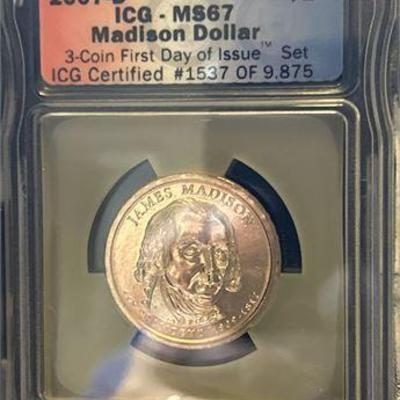 2007-D
ICG - MS67
Madison Dollar
3-Coin First Day of Issue™ Set
ICG Certified #1537 OF 9,875
JAMES MADISON